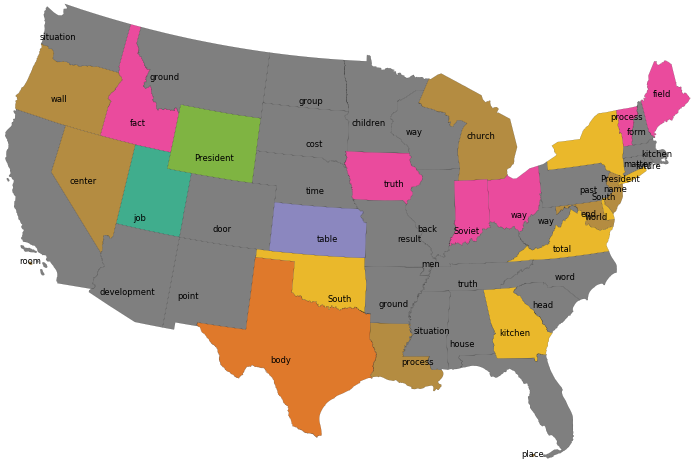 situation
ground
wall
group
field
process
children
fact
form
way
church
cost
kitchen
President
matter
future
center
truth
President
time
past
name
South
job
way
end
world
door
way
back
Soviet
table
result
total
room
men
word
development
point
truth
South
ground
head
situation
kitchen
house
body
process
place